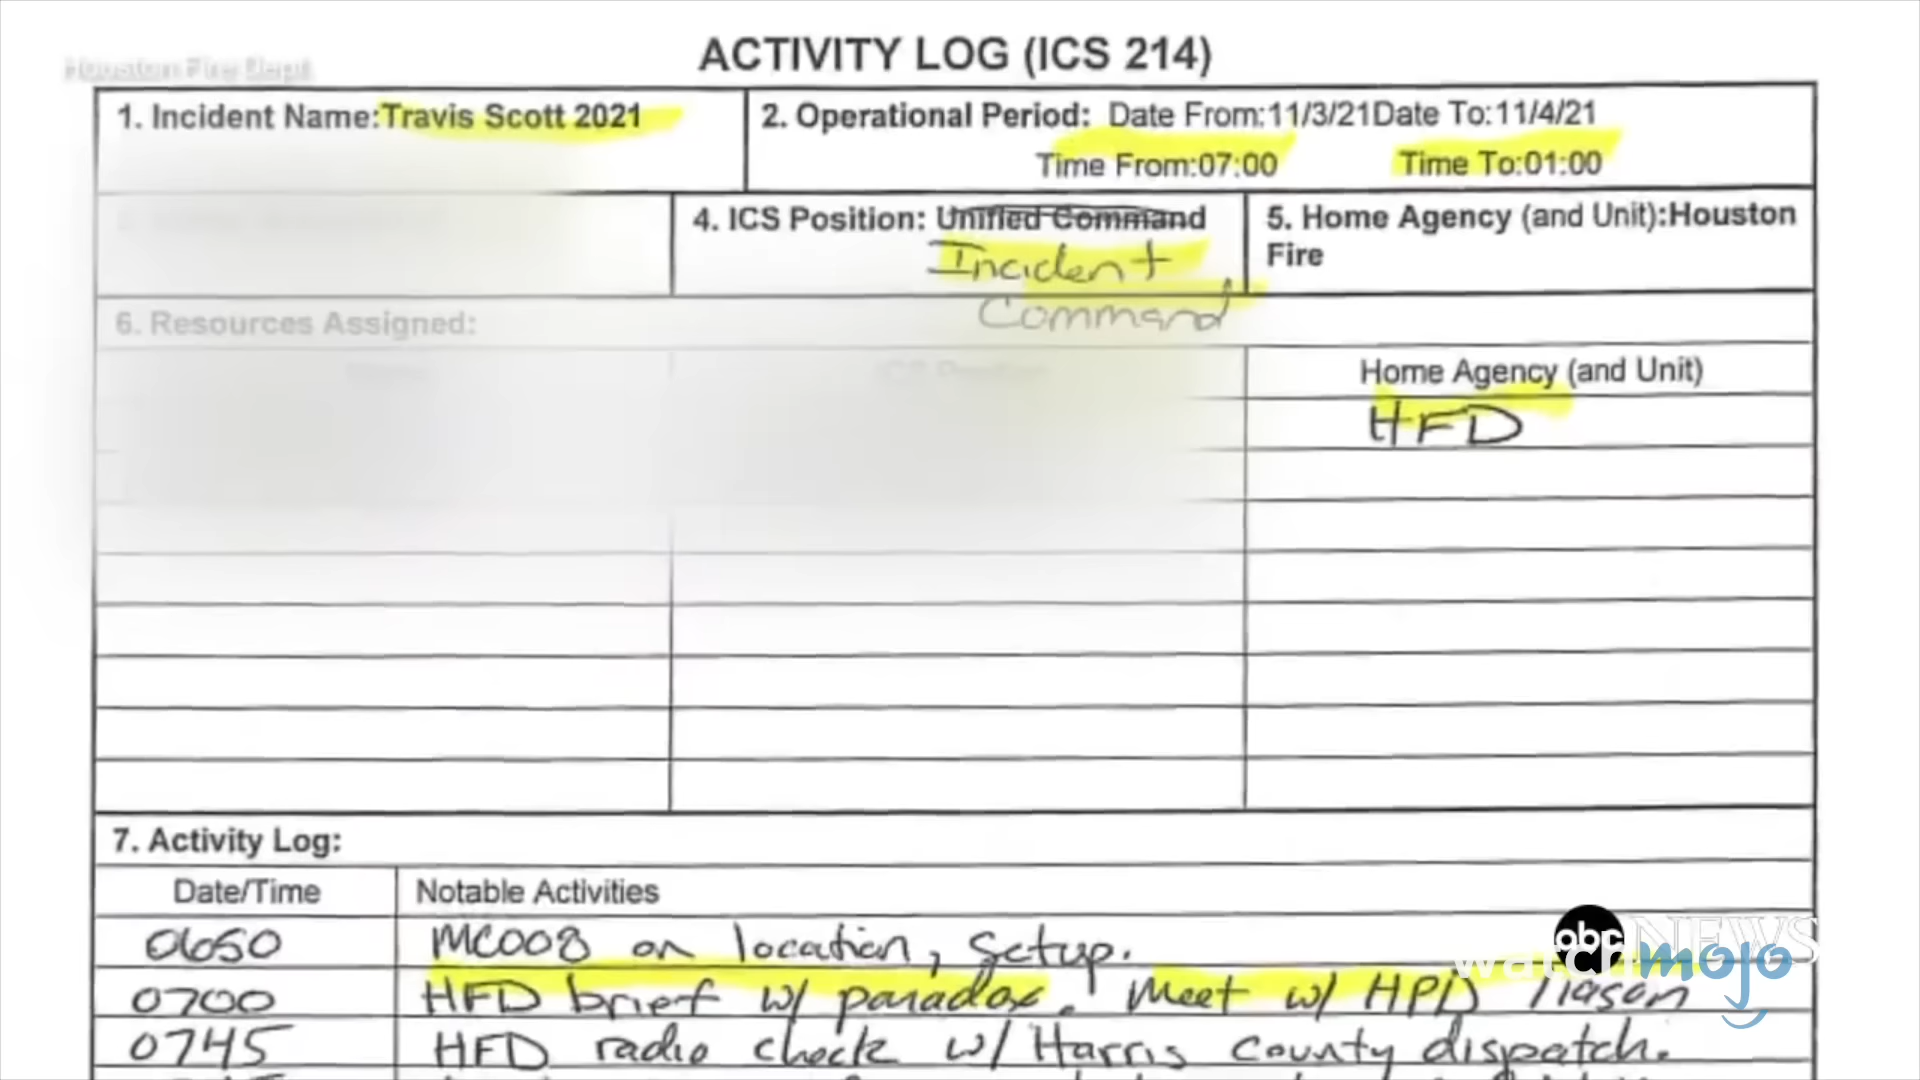 Houston Fire Dept
ACTIVITY LOG (ICS 214)
1. Incident Name:Travis Scott 2021
2. Operational Period: Date From:11/3/21Date To:11/4/21
Time From:07:00 Time To:01:00
4. ICS Position: Unified Command
Incident
Command
5. Home Agency (and Unit):Houston
Fire
6. Resources Assigned:
Home Agency (and Unit)
HFD
7. Activity Log:
Date/Time Notable Activities
0650 MC008 on location, setup.
0700 HFD brief w/ paradox. Meet w/ HPD liason
0745 HFD radio check w/ Harris County dispatch.
abc NEWS
watchmojo